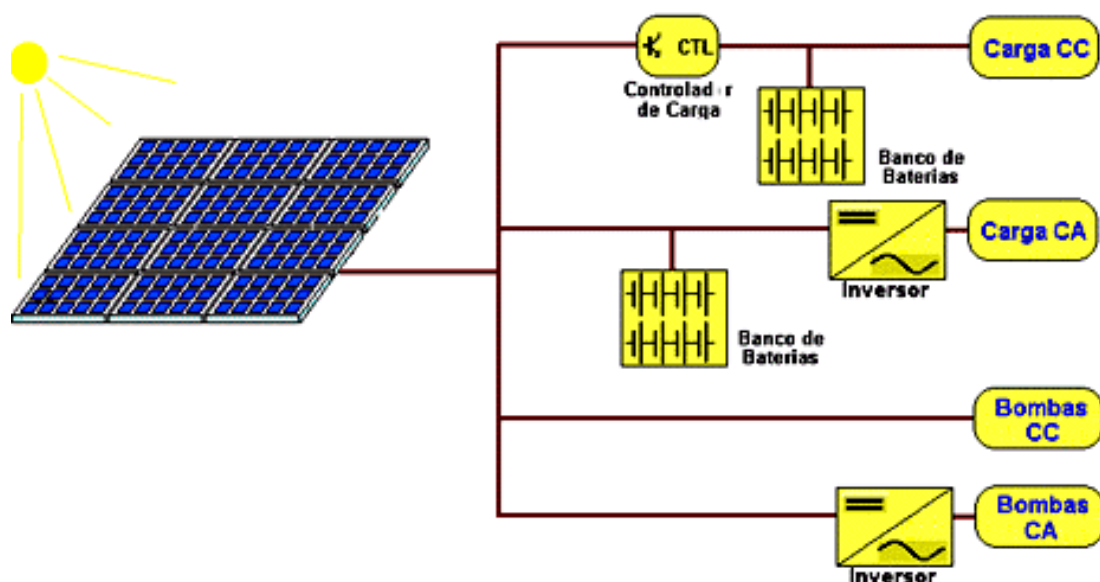 CTL
Carga CC
Controlador
de Carga
Banco de
Baterias
Carga CA
Inversor
Banco de
Baterias
Bombas
CC
Bombas
CA
Inversor